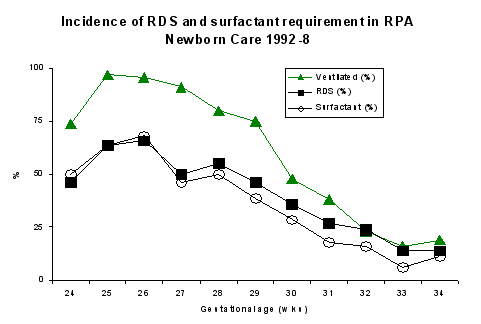 Incidence of RDS and surfactant requirement in RPA
Newborn Care 1992-8
Ventilated (%)
RDS (%)
Surfactant (%)
100
75
50
25
0
%
24 25 26 27 28 29 30 31 32 33 34
Gestational age (wks)